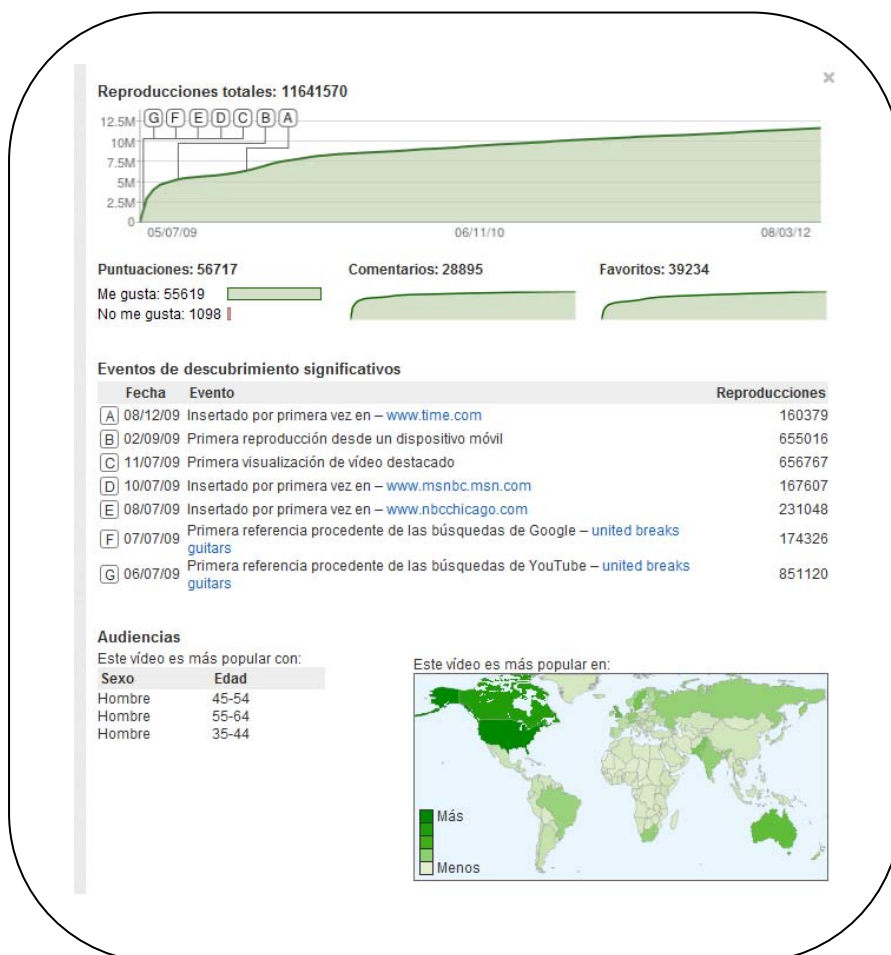 ×
Reproducciones totales: 11641570
12.5M
G F E D C B A
10M
7.5M
5M
2.5M
0
05/07/09 06/11/10 08/03/12
Puntuaciones: 56717 Comentarios: 28895 Favoritos: 39234
Me gusta: 55619
No me gusta: 1098
Eventos de descubrimiento significativos
Fecha Evento Reproducciones
A 08/12/09 Insertado por primera vez en – www.time.com 160379
B 02/09/09 Primera reproducción desde un dispositivo móvil 655016
C 11/07/09 Primera visualización de vídeo destacado 656767
D 10/07/09 Insertado por primera vez en – www.msnbc.msn.com 167607
E 08/07/09 Insertado por primera vez en – www.nbcchicago.com 231048
F 07/07/09 Primera referencia procedente de las búsquedas de Google – united breaks
guitars 174326
G 06/07/09 Primera referencia procedente de las búsquedas de YouTube – united breaks
guitars 851120
Audiencias
Este vídeo es más popular con:
Sexo Edad
Hombre 45-54
Hombre 55-64
Hombre 35-44
Este vídeo es más popular en:
Más
Menos